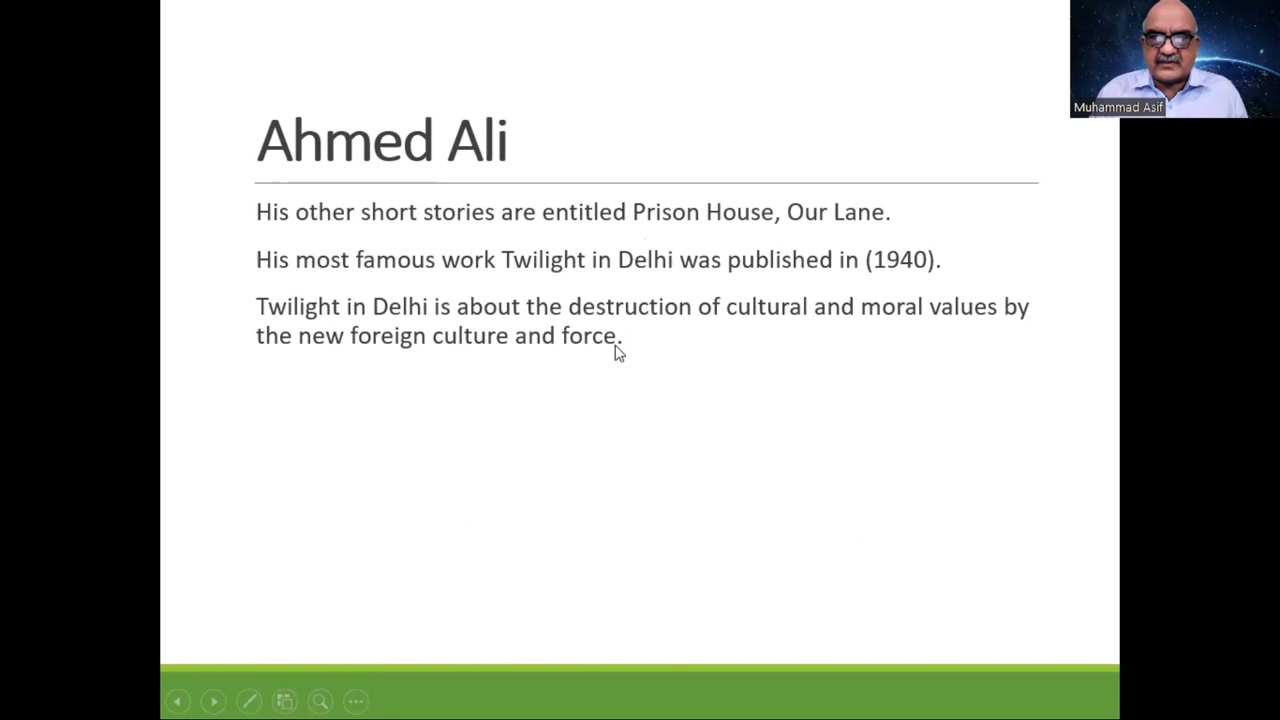 Muhammad Asif
Ahmed Ali
His other short stories are entitled Prison House, Our Lane.
His most famous work Twilight in Delhi was published in (1940).
Twilight in Delhi is about the destruction of cultural and moral values by
the new foreign culture and force.